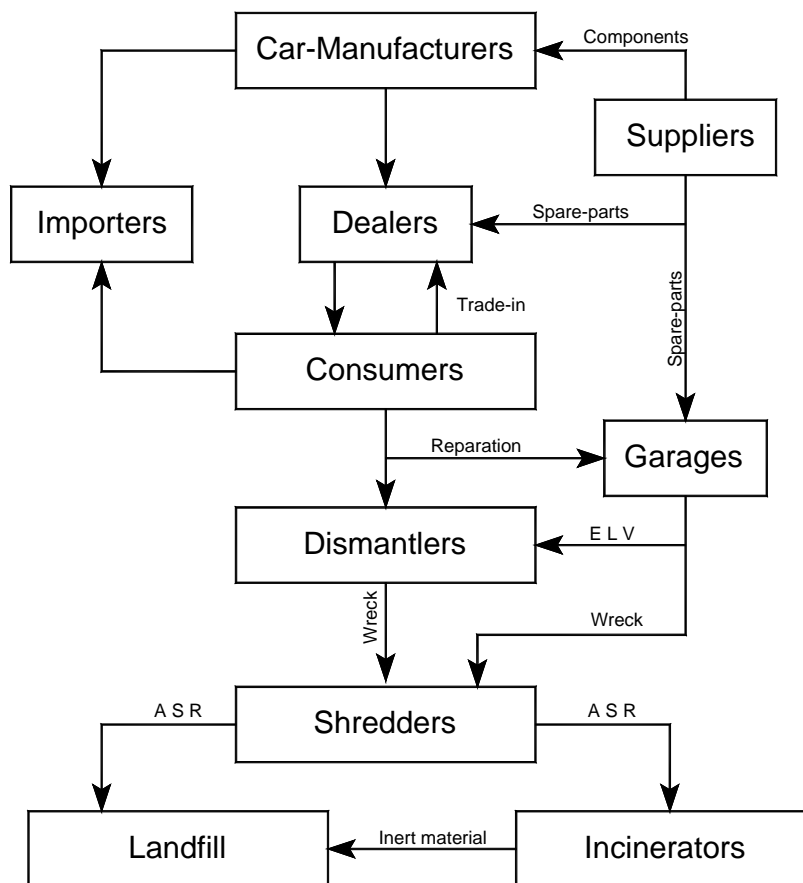 Car-Manufacturers
Components
Suppliers
Importers
Dealers
Spare-parts
Trade-in
Spare-parts
Consumers
Reparation
Garages
Dismantlers
E L V
Wreck
Wreck
A S R
Shredders
A S R
Landfill
Inert material
Incinerators